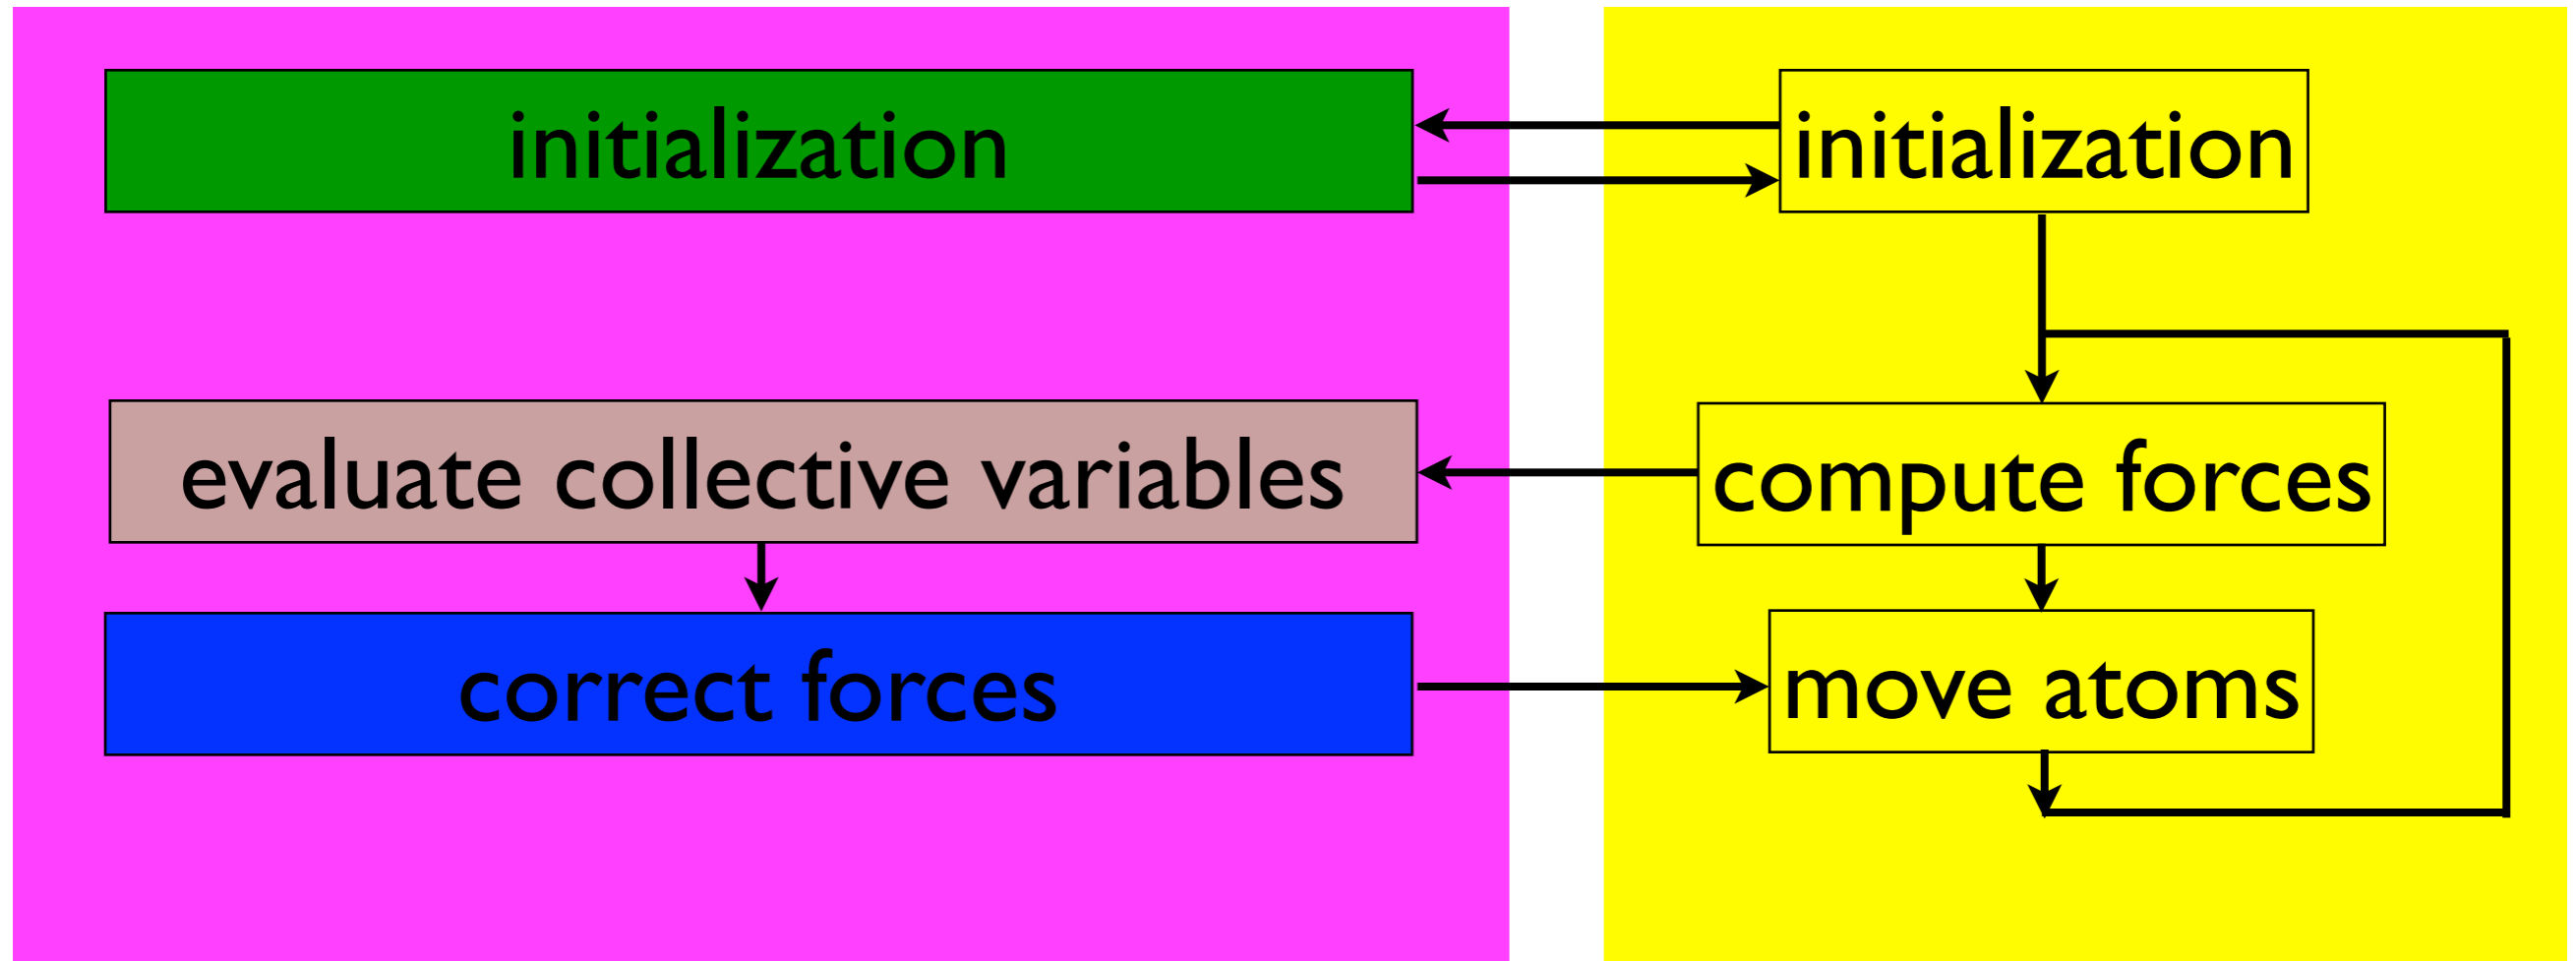 initialization
initialization
evaluate collective variables
compute forces
correct forces
move atoms